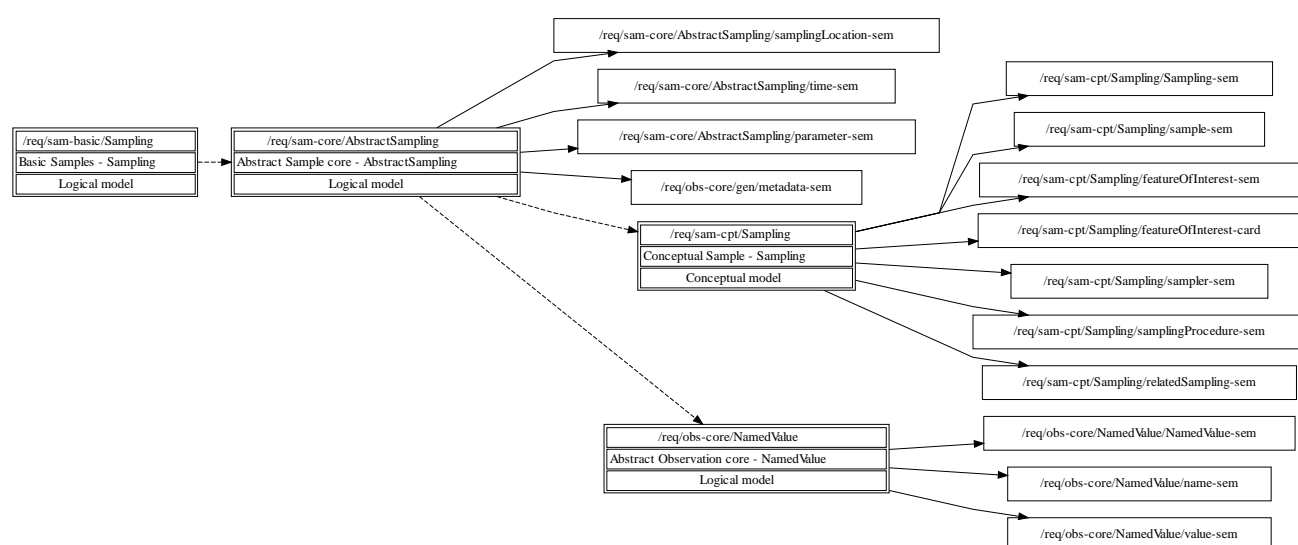 /req/sam-basic/Sampling
Basic Samples - Sampling
Logical model
/req/sam-core/AbstractSampling
Abstract Sample core - AbstractSampling
Logical model
/req/sam-core/AbstractSampling/samplingLocation-sem
/req/sam-core/AbstractSampling/time-sem
/req/sam-core/AbstractSampling/parameter-sem
/req/obs-core/gen/metadata-sem
/req/sam-cpt/Sampling
Conceptual Sample - Sampling
Conceptual model
/req/sam-cpt/Sampling/Sampling-sem
/req/sam-cpt/Sampling/sample-sem
/req/sam-cpt/Sampling/featureOfInterest-sem
/req/sam-cpt/Sampling/featureOfInterest-card
/req/sam-cpt/Sampling/sampler-sem
/req/sam-cpt/Sampling/samplingProcedure-sem
/req/sam-cpt/Sampling/relatedSampling-sem
/req/obs-core/NamedValue
Abstract Observation core - NamedValue
Logical model
/req/obs-core/NamedValue/NamedValue-sem
/req/obs-core/NamedValue/name-sem
/req/obs-core/NamedValue/value-sem